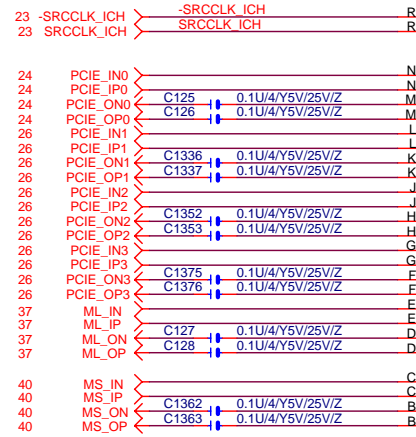 23 -SRCCLK_ICH -SRCCLK_ICH R
23 SRCCLK_ICH SRCCLK_ICH R
24 PCIE_IN0 N
24 PCIE_IP0 N
24 PCIE_ON0 C125 0.1U/4/Y5V/25V/Z M
24 PCIE_OP0 C126 0.1U/4/Y5V/25V/Z M
26 PCIE_IN1 L
26 PCIE_IP1 L
26 PCIE_ON1 C1336 0.1U/4/Y5V/25V/Z K
26 PCIE_OP1 C1337 0.1U/4/Y5V/25V/Z K
26 PCIE_IN2 J
26 PCIE_IP2 J
26 PCIE_ON2 C1352 0.1U/4/Y5V/25V/Z H
26 PCIE_OP2 C1353 0.1U/4/Y5V/25V/Z H
26 PCIE_IN3 G
26 PCIE_IP3 G
26 PCIE_ON3 C1375 0.1U/4/Y5V/25V/Z F
26 PCIE_OP3 C1376 0.1U/4/Y5V/25V/Z F
37 ML_IN E
37 ML_IP E
37 ML_ON C127 0.1U/4/Y5V/25V/Z D
37 ML_OP C128 0.1U/4/Y5V/25V/Z D
40 MS_IN C
40 MS_IP C
40 MS_ON C1362 0.1U/4/Y5V/25V/Z B
40 MS_OP C1363 0.1U/4/Y5V/25V/Z B